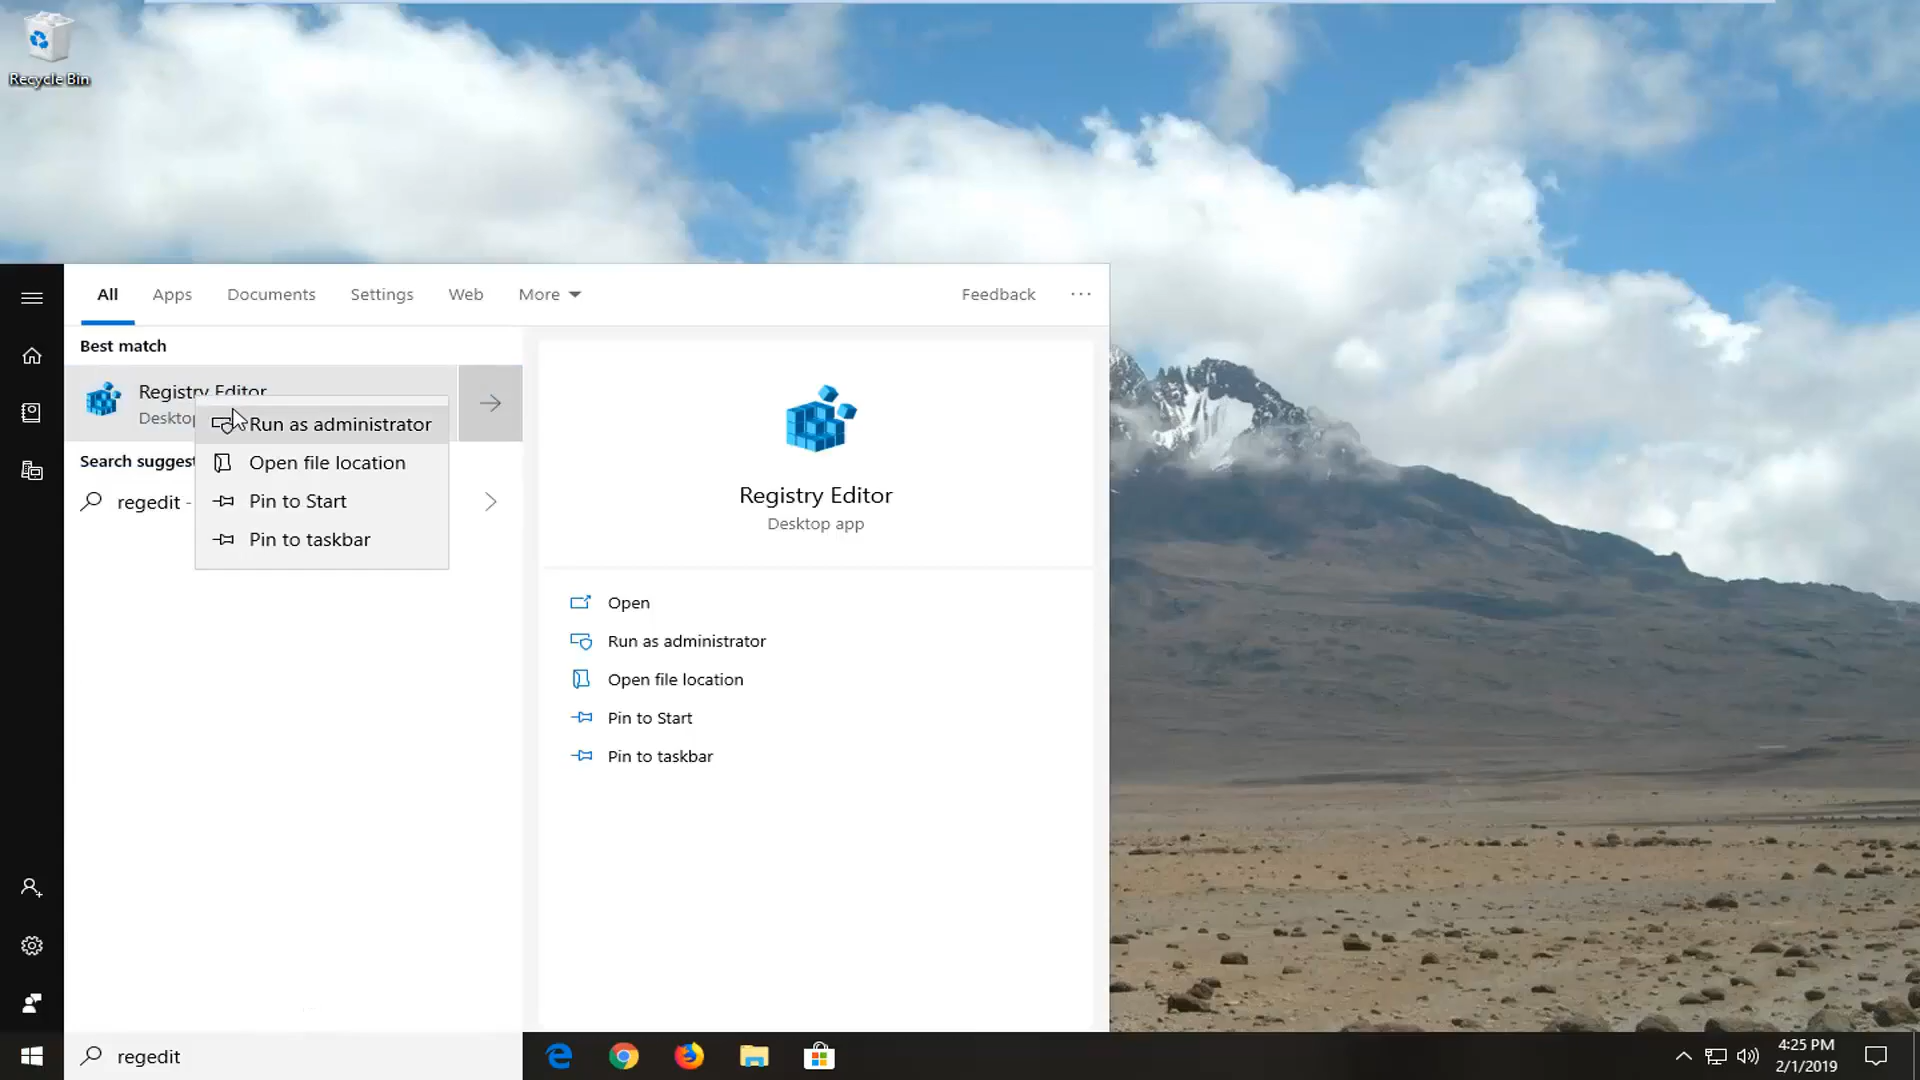 Recycle Bin
All Apps Documents Settings Web More Feedback
Best match
Registry Editor
Desktop
Run as administrator
Search suggest
Open file location
regedit -
Pin to Start
Pin to taskbar
Registry Editor
Desktop app
Open
Run as administrator
Open file location
Pin to Start
Pin to taskbar
regedit
4:25 PM
2/1/2019